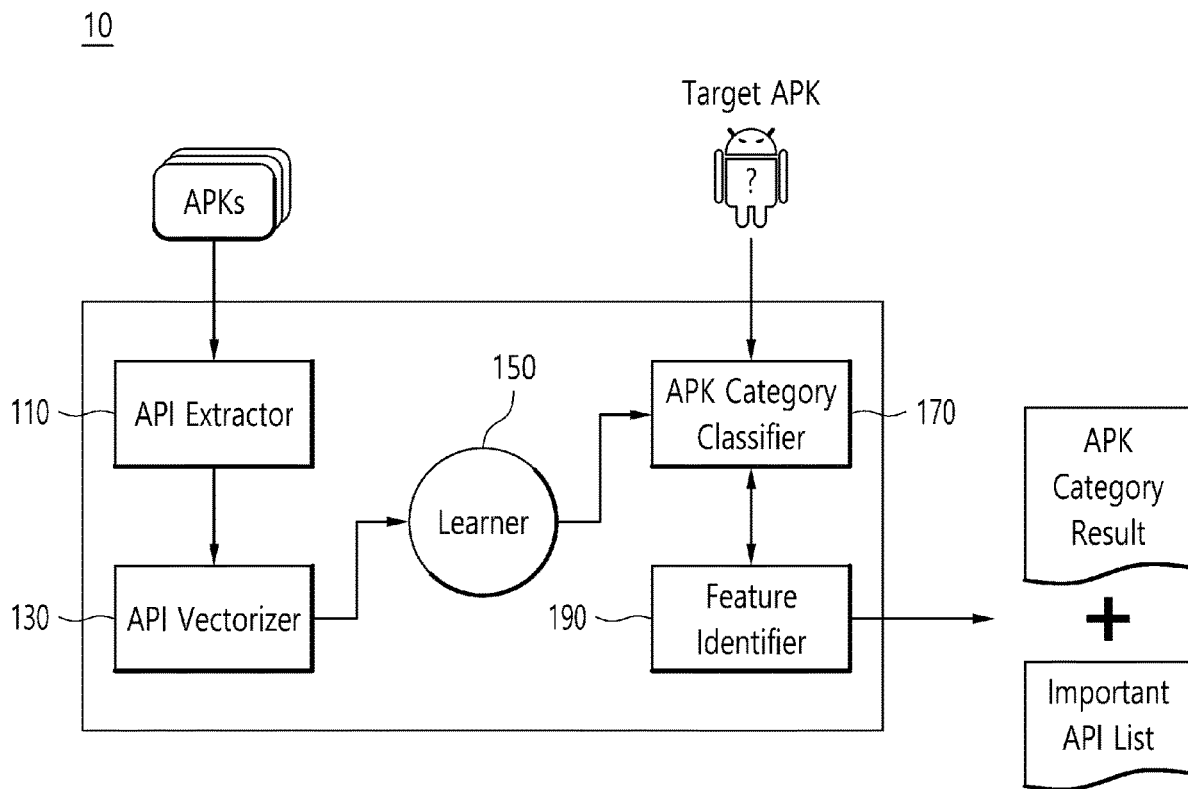 10
Target APK
?
APKs
150
110
API Extractor
APK Category
Classifier
170
Learner
130
API Vectorizer
190
Feature
Identifier
APK
Category
Result
+
Important
API List